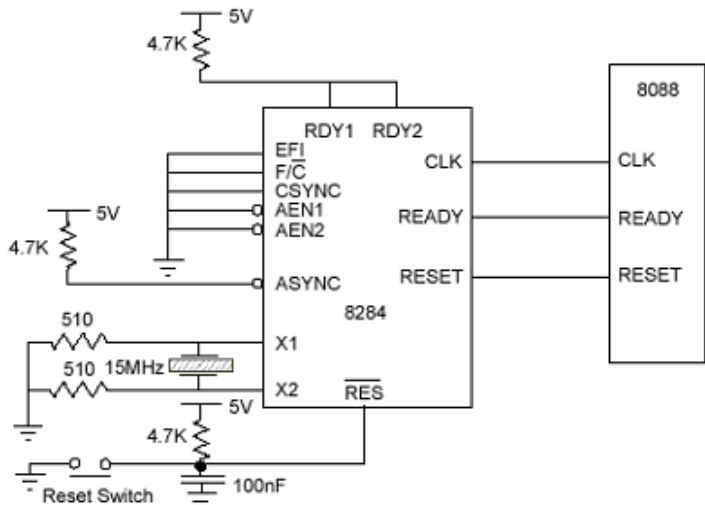 5V
4.7K
8088
RDY1 RDY2
EFI
F/C̅
CSYNC
AEN1
AEN2
CLK
CLK
5V
4.7K
READY
READY
ASYNC
RESET
RESET
8284
510
X1
510
15MHz
X2
R̅E̅S̅
5V
4.7K
100nF
Reset Switch